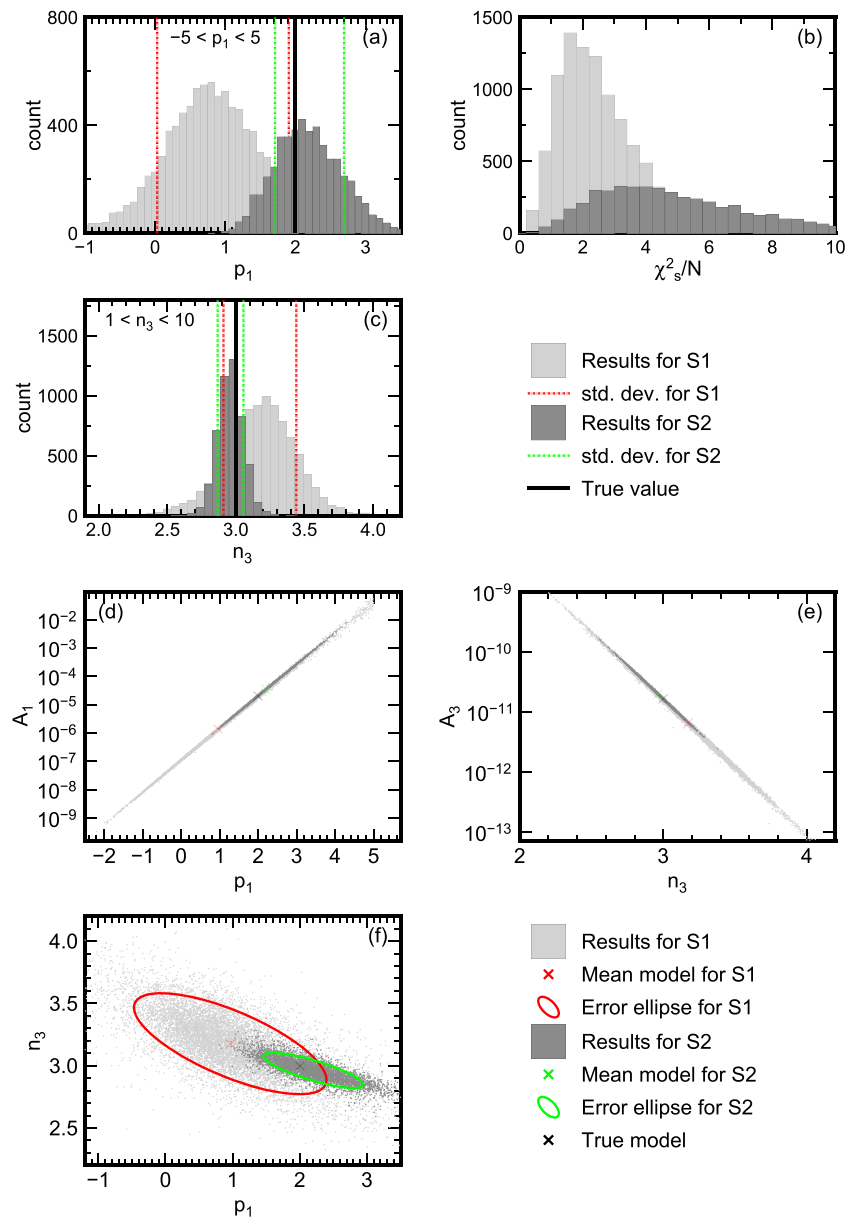 800
400
0
count
−5 < p1 < 5
(a)
−1 0 1 2 3
p1
1500
1000
500
0
count
(b)
0 2 4 6 8 10
χ²s/N
1500
1000
500
0
count
1 < n3 < 10
(c)
2.0 2.5 3.0 3.5 4.0
n3
Results for S1
std. dev. for S1
Results for S2
std. dev. for S2
True value
(d)
10−2
10−3
10−4
10−5
10−6
10−7
10−8
10−9
A1
−2 −1 0 1 2 3 4 5
p1
(e)
10−9
10−10
10−11
10−12
10−13
A3
2 3 4
n3
(f)
4.0
3.5
3.0
2.5
n3
−1 0 1 2 3
p1
Results for S1
Mean model for S1
Error ellipse for S1
Results for S2
Mean model for S2
Error ellipse for S2
True model